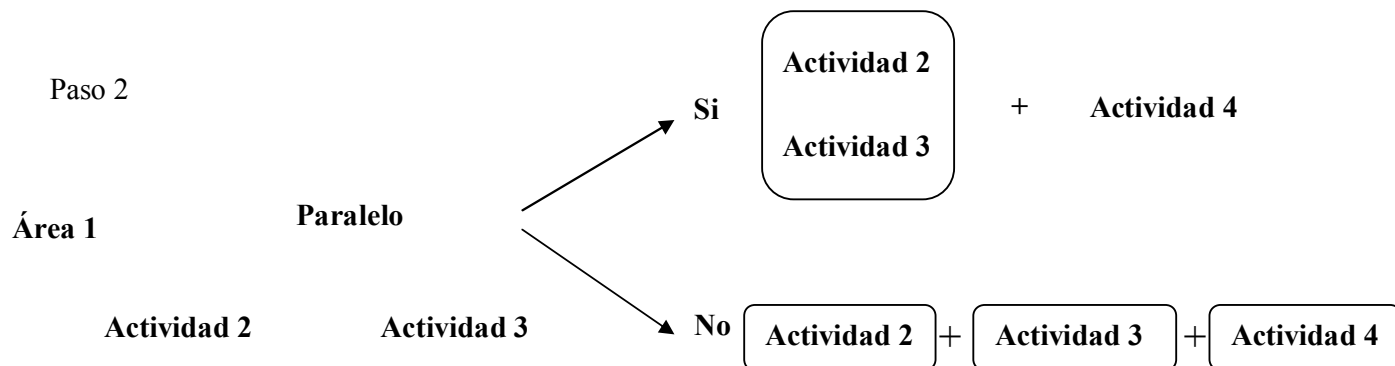 Paso 2
Área 1
Paralelo
Actividad 2 Actividad 3
Si
Actividad 2
Actividad 3
+ Actividad 4
No
Actividad 2 + Actividad 3 + Actividad 4